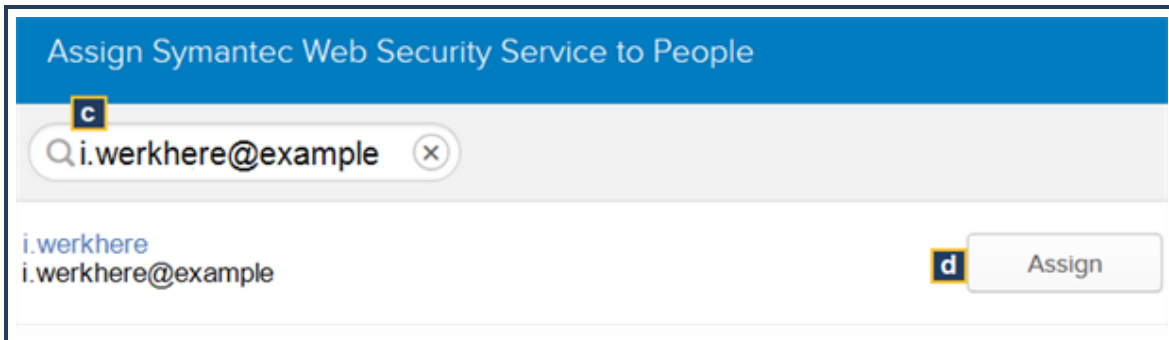 Assign Symantec Web Security Service to People
c
i.werkhere@example
i.werkhere
i.werkhere@example
d Assign